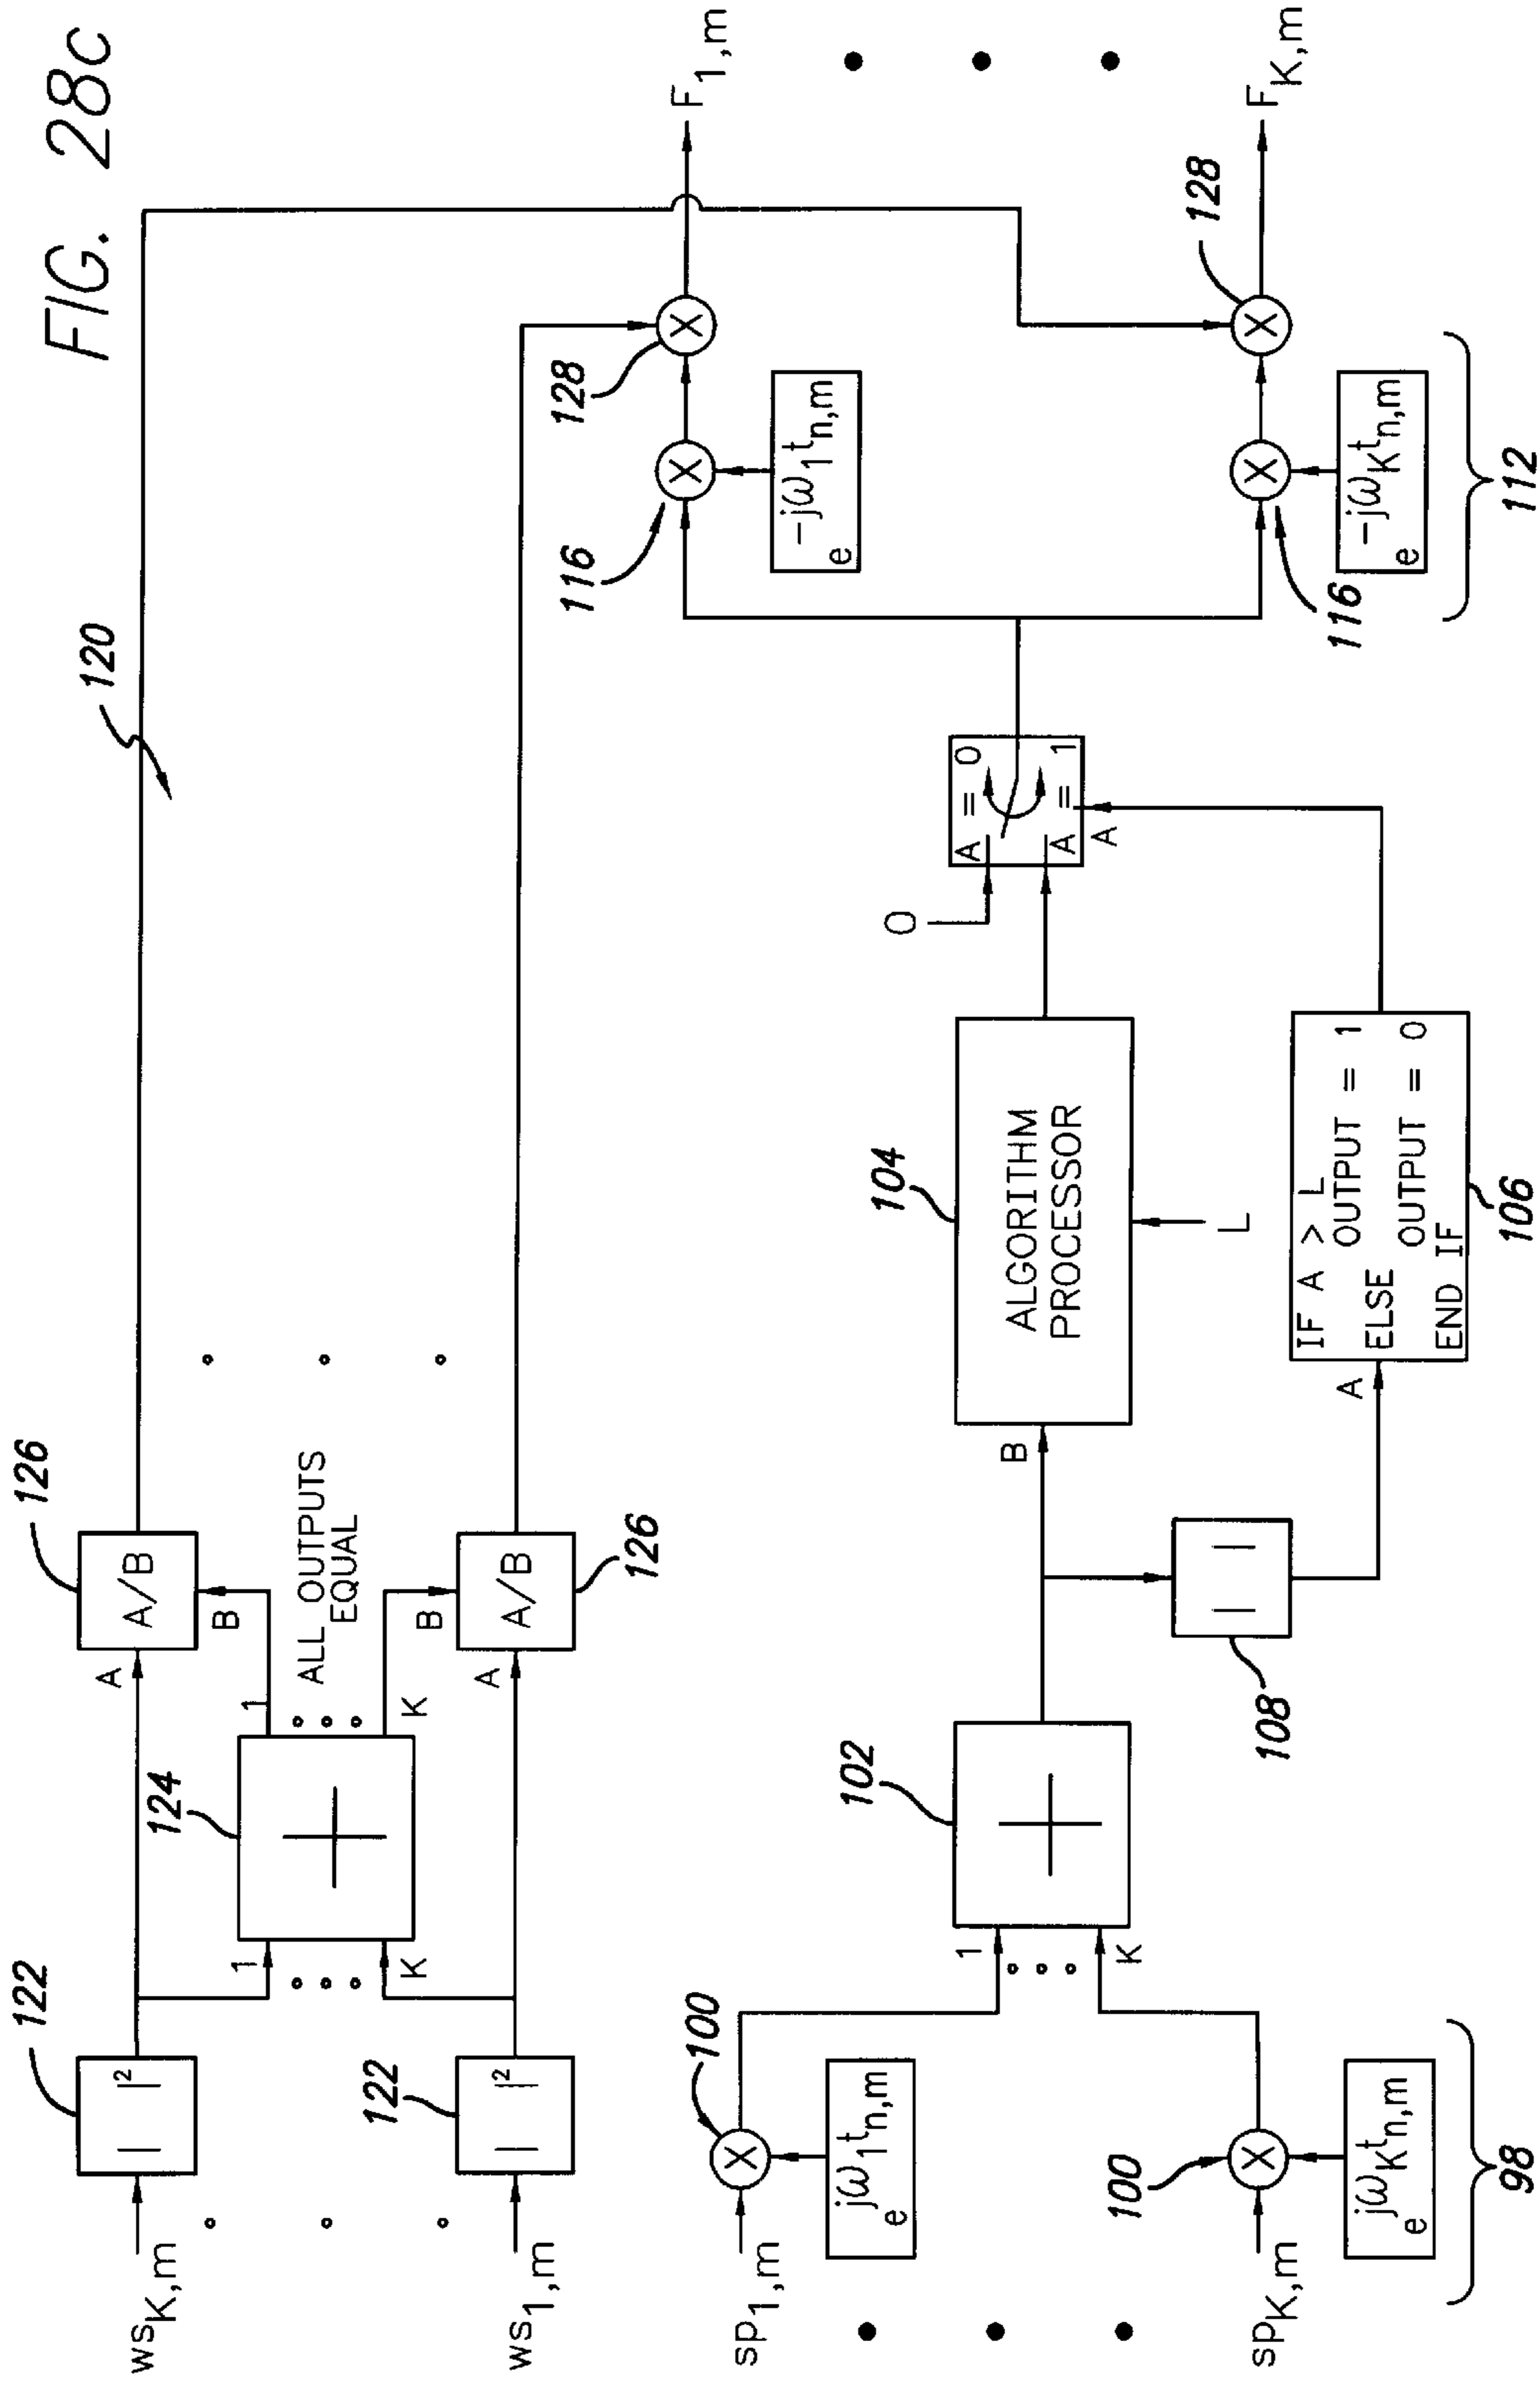 FIG. 28c
120
126
122
ws_K,m
| |²
A
A/B
B
124
1
K
+
1
K
ALL OUTPUTS
EQUAL
122
ws_1,m
| |²
A
B
A/B
126
sp_1,m
X
100
e^jω_1t_n,m
sp_K,m
100
X
e^jω_Kt_n,m
98
1
K
102
+
108
| |
B
104
ALGORITHM
PROCESSOR
L
A
IF A > L
OUTPUT = 1
ELSE
OUTPUT = 0
END IF
106
0
A = 0
A = 1
A
116
X
e^-jω_1t_n,m
128
X
F_1,m
116
X
e^-jω_Kt_n,m
128
X
F_K,m
112